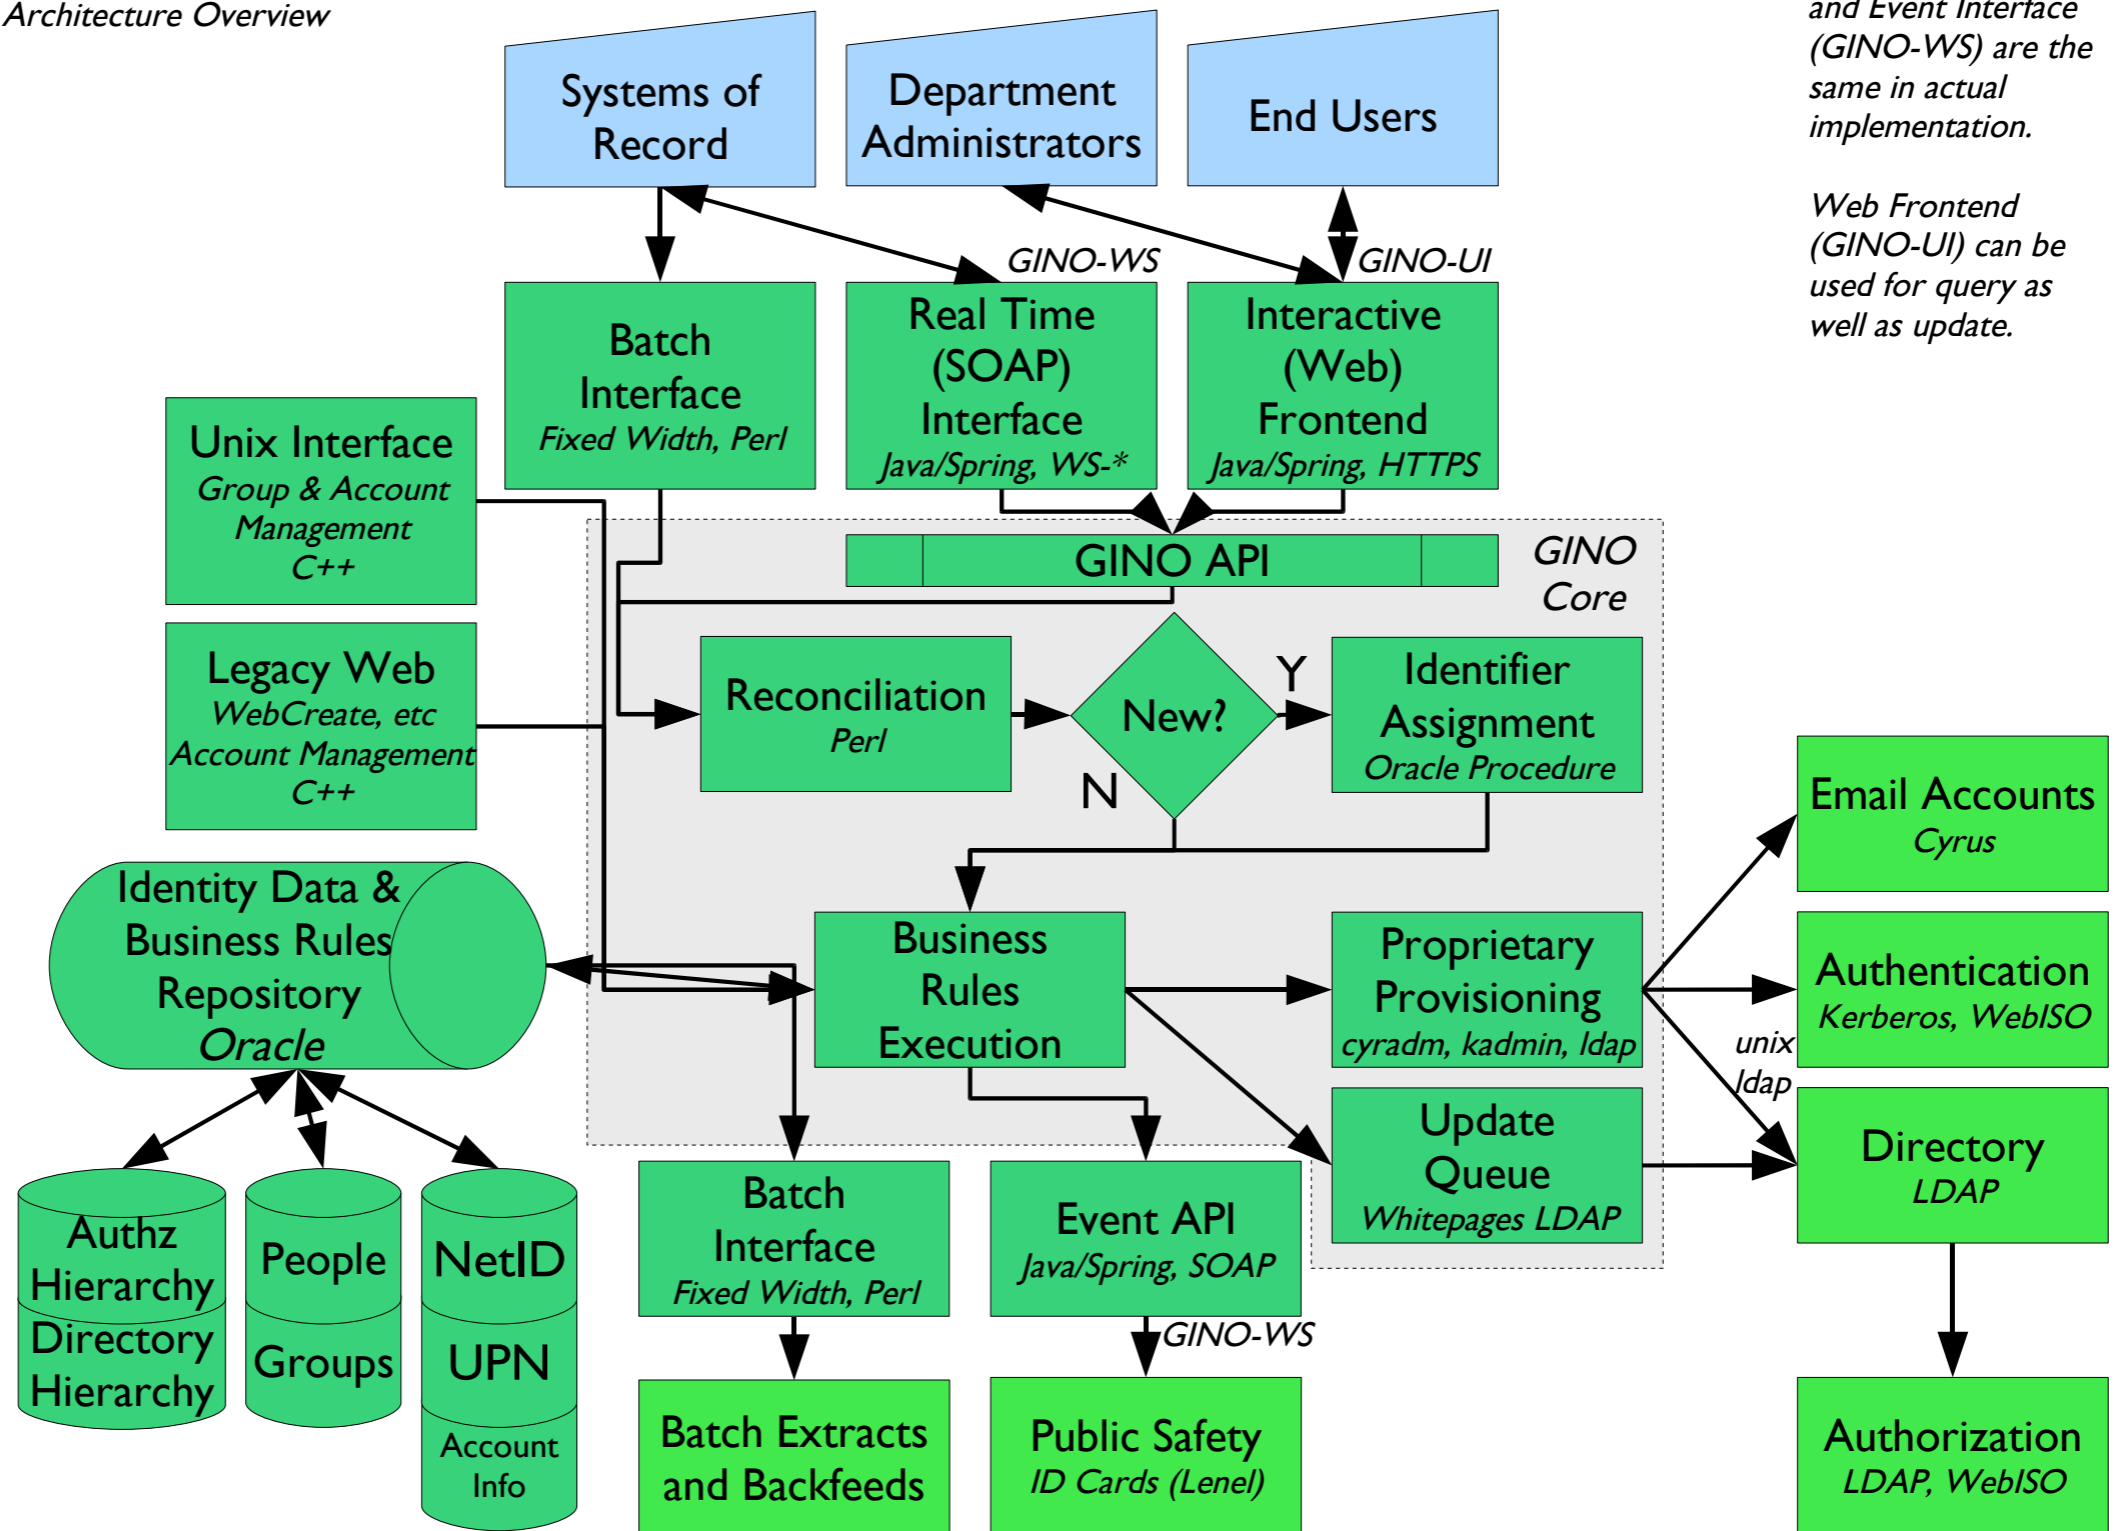 Architecture Overview
and Event Interface
(GINO-WS) are the
same in actual
implementation.
Web Frontend
(GINO-UI) can be
used for query as
well as update.
Systems of
Record
Department
Administrators
End Users
GINO-WS
GINO-UI
Batch
Interface
Fixed Width, Perl
Real Time
(SOAP)
Interface
Java/Spring, WS-*
Interactive
(Web)
Frontend
Java/Spring, HTTPS
Unix Interface
Group & Account
Management
C++
GINO API
GINO
Core
Legacy Web
WebCreate, etc
Account Management
C++
Reconciliation
Perl
New?
Y
N
Identifier
Assignment
Oracle Procedure
Email Accounts
Cyrus
Identity Data &
Business Rules
Repository
Oracle
Business
Rules
Execution
Proprietary
Provisioning
cyradm, kadmin, ldap
Authentication
Kerberos, WebISO
unix
ldap
Update
Queue
Whitepages LDAP
Directory
LDAP
Authz
Hierarchy
Directory
Hierarchy
People
Groups
NetID
UPN
Account
Info
Batch
Interface
Fixed Width, Perl
Event API
Java/Spring, SOAP
GINO-WS
Batch Extracts
and Backfeeds
Public Safety
ID Cards (Lenel)
Authorization
LDAP, WebISO